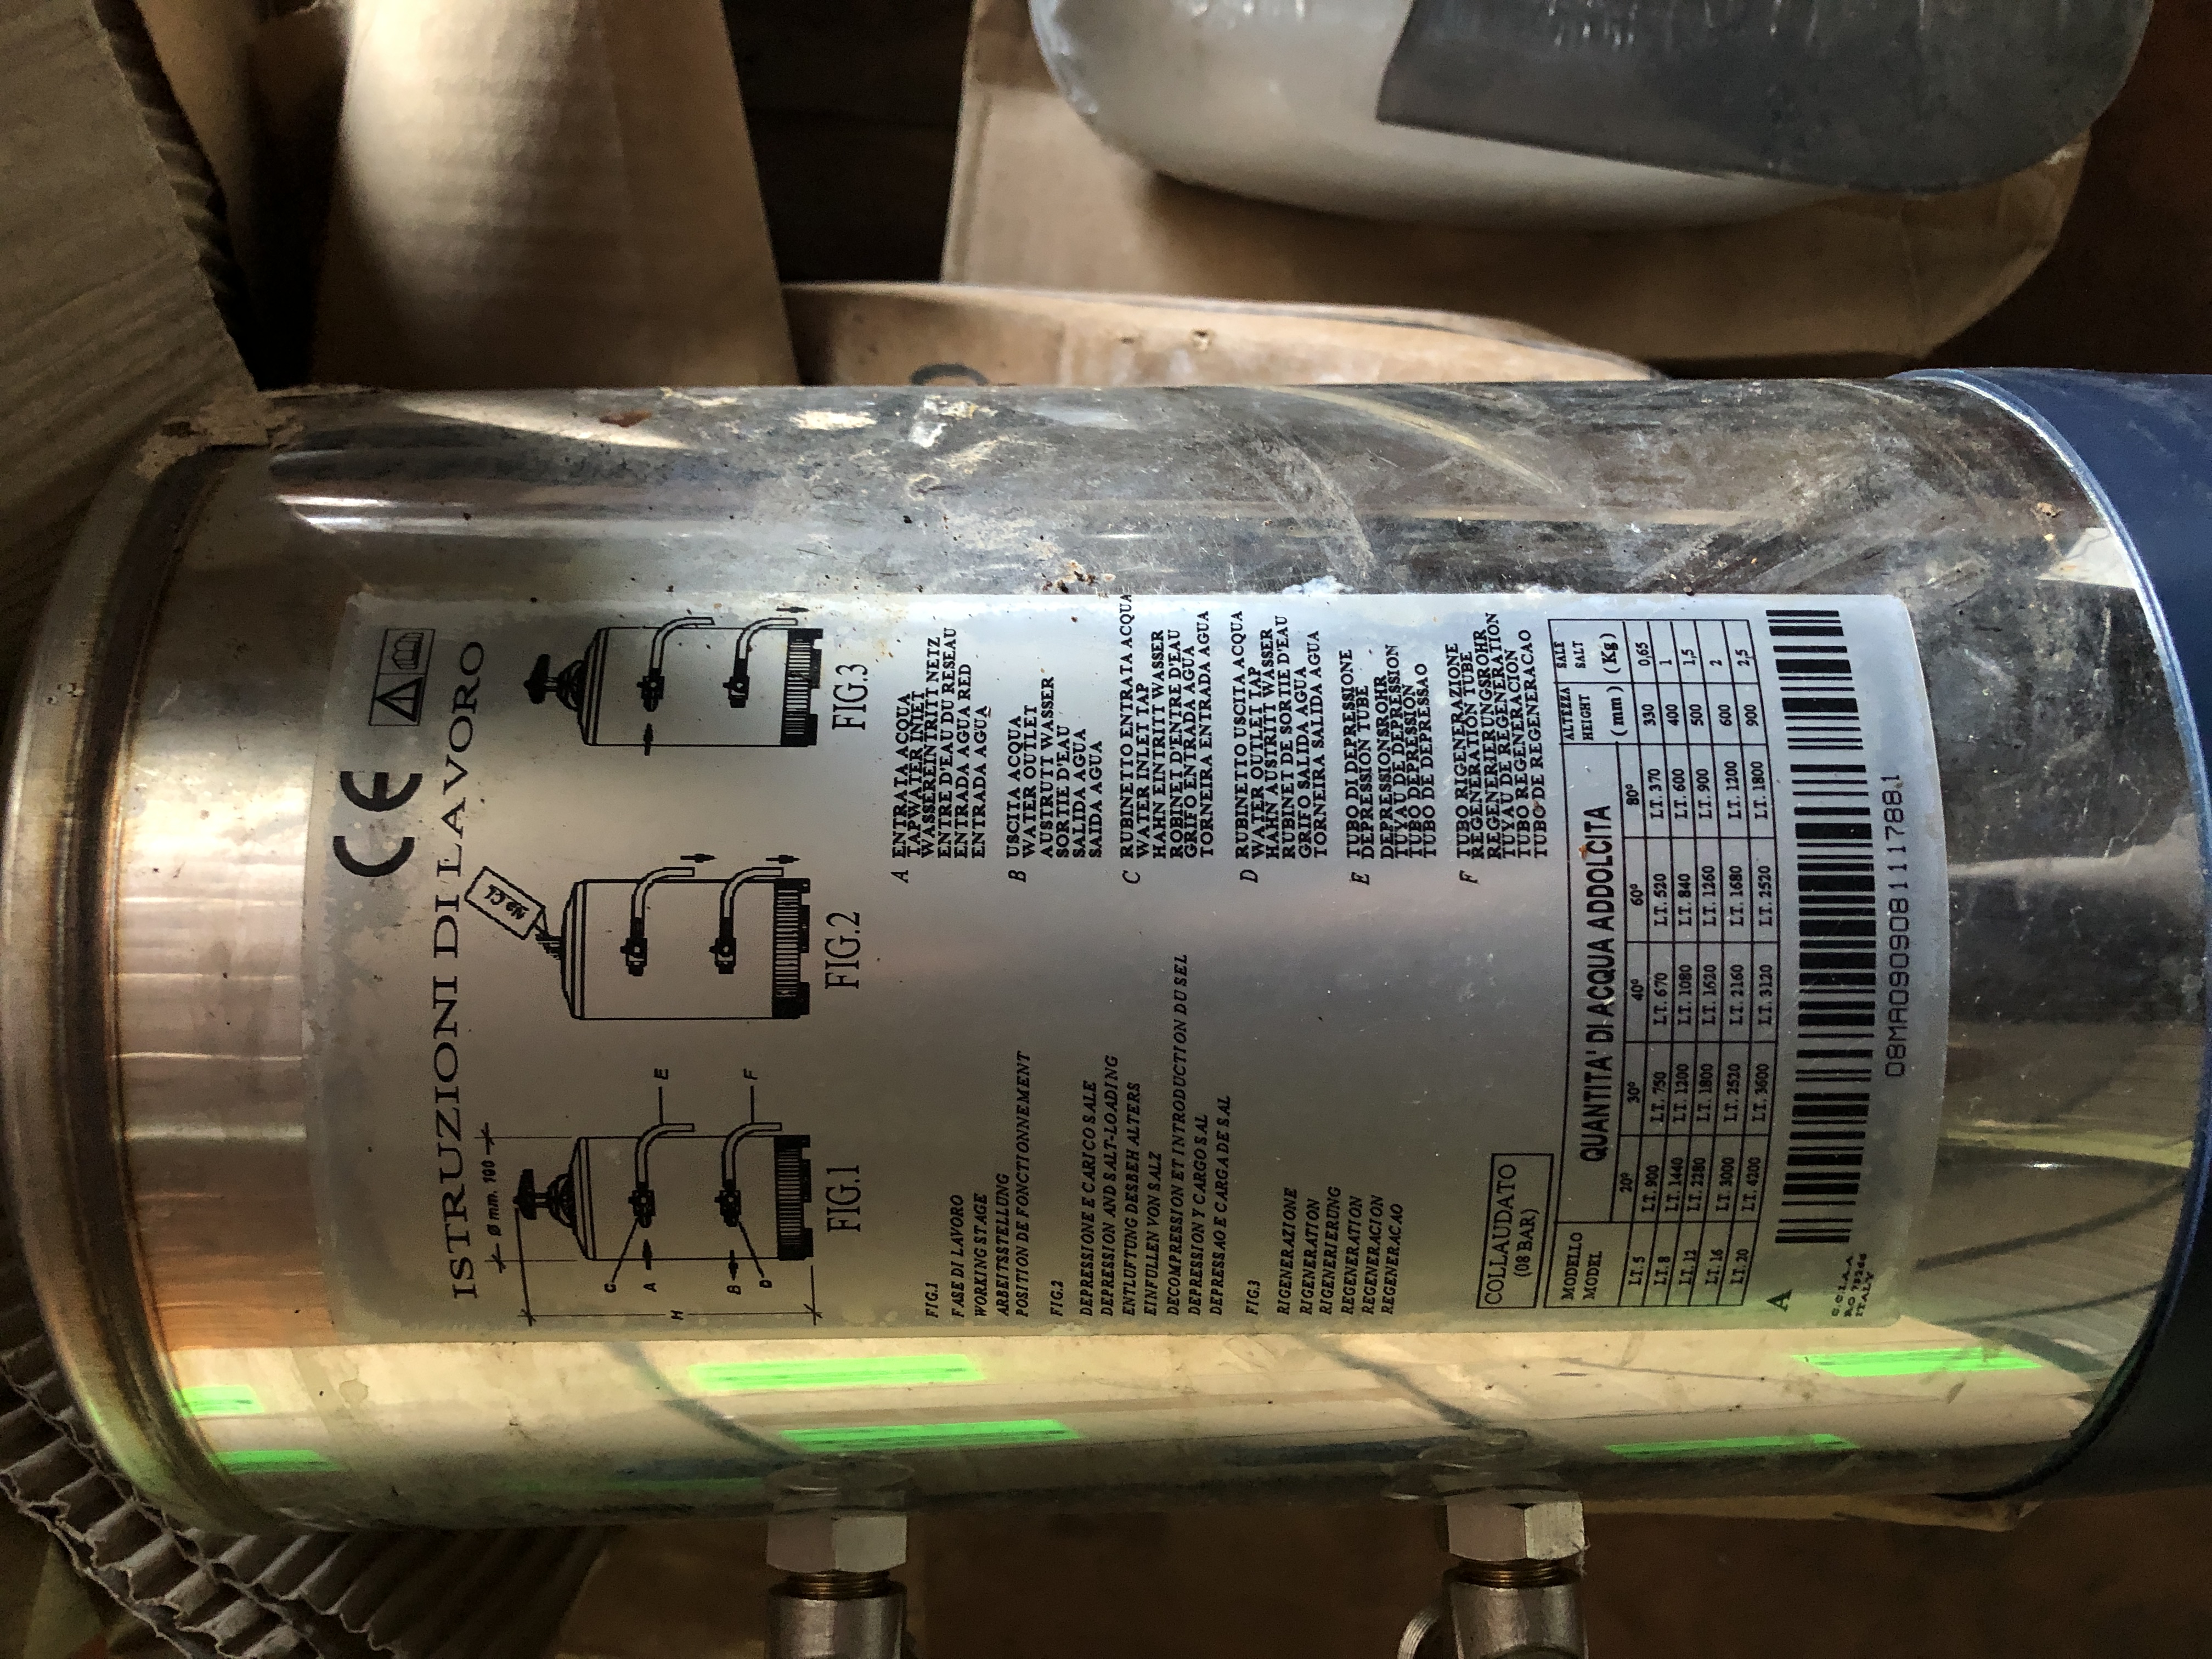 CE
ISTRUZIONI DI LAVORO
Ø mm. 190
H
C
A
B
D
E
F
NaCL
FIG.1
FIG.2
FIG.3
FIG.1
FASE DI LAVORO
WORKING STAGE
ARBEITSSTELLUNG
POSITION DE FONCTIONNEMENT
FIG.2
DEPRESSIONE E CARICO SALE
DEPRESSION AND SALT-LOADING
ENTLUFTUNG DESBEH ALTERS
EINFULLEN VON SALZ
DECOMPRESSION ET INTRODUCTION DU SEL
DEPRESSION Y CARGO SAL
DEPRESSAO E CARGA DE SAL
FIG.3
RIGENERAZIONE
RIGENERATION
RIGENERIERUNG
REGENERATION
REGENERACION
REGENERACAO
A ENTRATA ACQUA
TAPWATER INLET
WASSEREINTRITT NETZ
ENTRE D'EAU DU RESEAU
ENTRADA AGUA RED
ENTRADA AGUA
B USCITA ACQUA
WATER OUTLET
AUSTRUTT WASSER
SORTIE D'EAU
SALIDA AGUA
SAIDA AGUA
C RUBINETTO ENTRATA ACQUA
WATER INLET TAP
HAHN EINTRITT WASSER
ROBINET D'ENTRE D'EAU
GRIFO ENTRADA AGUA
TORNEIRA ENTRADA AGUA
D RUBINETTO USCITA ACQUA
WATER OUTLET TAP
HAHN AUSTRITT WASSER
RUBINET DE SORTIE D'EAU
GRIFO SALIDA AGUA
TORNEIRA SALIDA AGUA
E TUBO DI DEPRESSIONE
DEPRESSION TUBE
DEPRESSIONSROHR
TUYAU DE DEPRESSION
TUBO DEPRESSION
TUBO DE DEPRESSAO
F TUBO RIGENERAZIONE
REGENERATION TUBE
REGENERIERUNGSROHR
TUYAU DE REGENERATION
TUBO REGENERACION
TUBO DE REGENERACAO
COLLAUDATO
(08 BAR)
MODELLO MODEL QUANTITA' DI ACQUA ADDOLCITA ALTEZZA HEIGHT (mm) SALE SALT (Kg)
20° 30° 40° 60° 80°
LT. 5 LT. 900 LT. 750 LT. 670 LT. 520 LT. 370 330 0,65
LT. 8 LT. 1440 LT. 1200 LT. 1080 LT. 840 LT. 600 400 1
LT. 12 LT. 2280 LT. 1800 LT. 1620 LT. 1260 LT. 900 500 1,5
LT. 16 LT. 3000 LT. 2520 LT. 2160 LT. 1680 LT. 1200 600 2
LT. 20 LT. 4200 LT. 3600 LT. 3120 LT. 2520 LT. 1800 900 2,5
A
C.C.I.A.A
ITALY
08MA090908111788.1